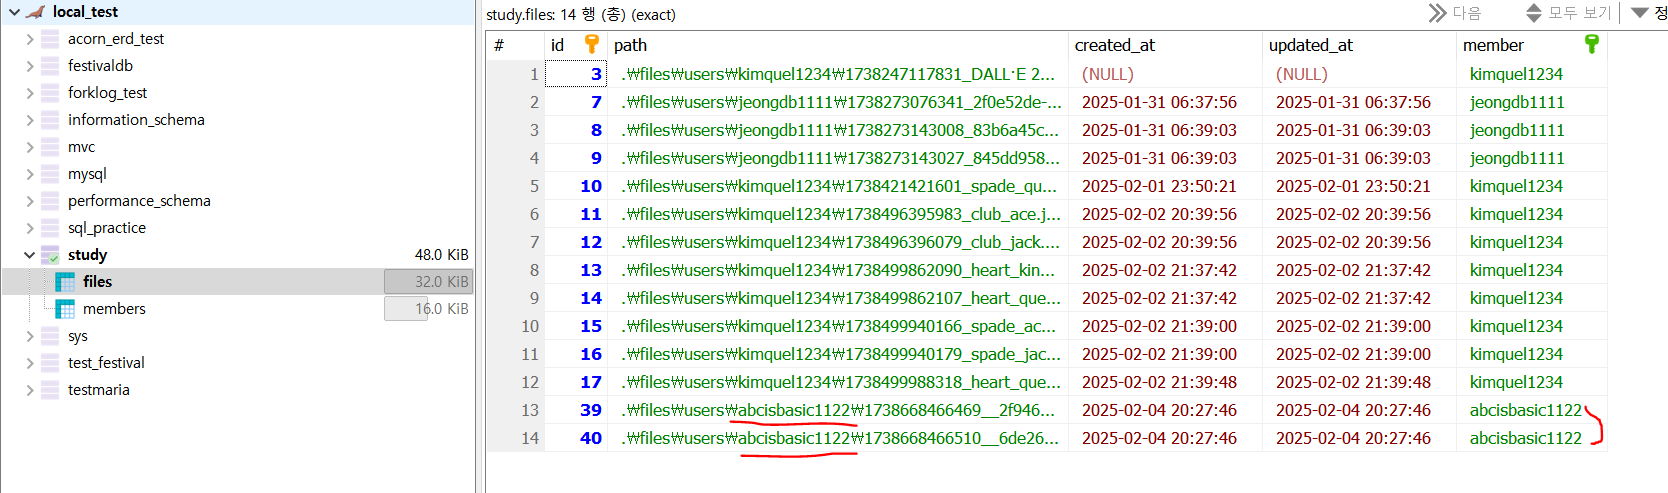 local_test
acorn_erd_test
festivaldb
forklog_test
information_schema
mvc
mysql
performance_schema
sql_practice
study 48.0 KiB
files 32.0 KiB
members 16.0 KiB
sys
test_festival
testmaria
study.files: 14 행 (총) (exact) 다음 모두 보기 정
# id path created_at updated_at member
1 3 .₩files₩users₩kimquel1234₩1738247117831_DALL·E 2... (NULL) (NULL) kimquel1234
2 7 .₩files₩users₩jeongdb1111₩1738273076341_2f0e52de-... 2025-01-31 06:37:56 2025-01-31 06:37:56 jeongdb1111
3 8 .₩files₩users₩jeongdb1111₩1738273143008_83b6a45c... 2025-01-31 06:39:03 2025-01-31 06:39:03 jeongdb1111
4 9 .₩files₩users₩jeongdb1111₩1738273143027_845dd958... 2025-01-31 06:39:03 2025-01-31 06:39:03 jeongdb1111
5 10 .₩files₩users₩kimquel1234₩1738421421601_spade_qu... 2025-02-01 23:50:21 2025-02-01 23:50:21 kimquel1234
6 11 .₩files₩users₩kimquel1234₩1738496395983_club_ace.j... 2025-02-02 20:39:56 2025-02-02 20:39:56 kimquel1234
7 12 .₩files₩users₩kimquel1234₩1738496396079_club_jack.... 2025-02-02 20:39:56 2025-02-02 20:39:56 kimquel1234
8 13 .₩files₩users₩kimquel1234₩1738499862090_heart_kin... 2025-02-02 21:37:42 2025-02-02 21:37:42 kimquel1234
9 14 .₩files₩users₩kimquel1234₩1738499862107_heart_que... 2025-02-02 21:37:42 2025-02-02 21:37:42 kimquel1234
10 15 .₩files₩users₩kimquel1234₩1738499940166_spade_ac... 2025-02-02 21:39:00 2025-02-02 21:39:00 kimquel1234
11 16 .₩files₩users₩kimquel1234₩1738499940179_spade_jac... 2025-02-02 21:39:00 2025-02-02 21:39:00 kimquel1234
12 17 .₩files₩users₩kimquel1234₩1738499988318_heart_que... 2025-02-02 21:39:48 2025-02-02 21:39:48 kimquel1234
13 39 .₩files₩users₩abcisbasic1122₩1738668466469__2f946... 2025-02-04 20:27:46 2025-02-04 20:27:46 abcisbasic1122
14 40 .₩files₩users₩abcisbasic1122₩1738668466510__6de26... 2025-02-04 20:27:46 2025-02-04 20:27:46 abcisbasic1122